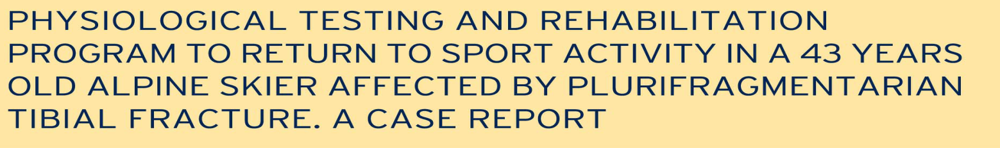 PHYSIOLOGICAL TESTING AND REHABILITATION
PROGRAM TO RETURN TO SPORT ACTIVITY IN A 43 YEARS
OLD ALPINE SKIER AFFECTED BY PLURIFRAGMENTARIAN
TIBIAL FRACTURE. A CASE REPORT